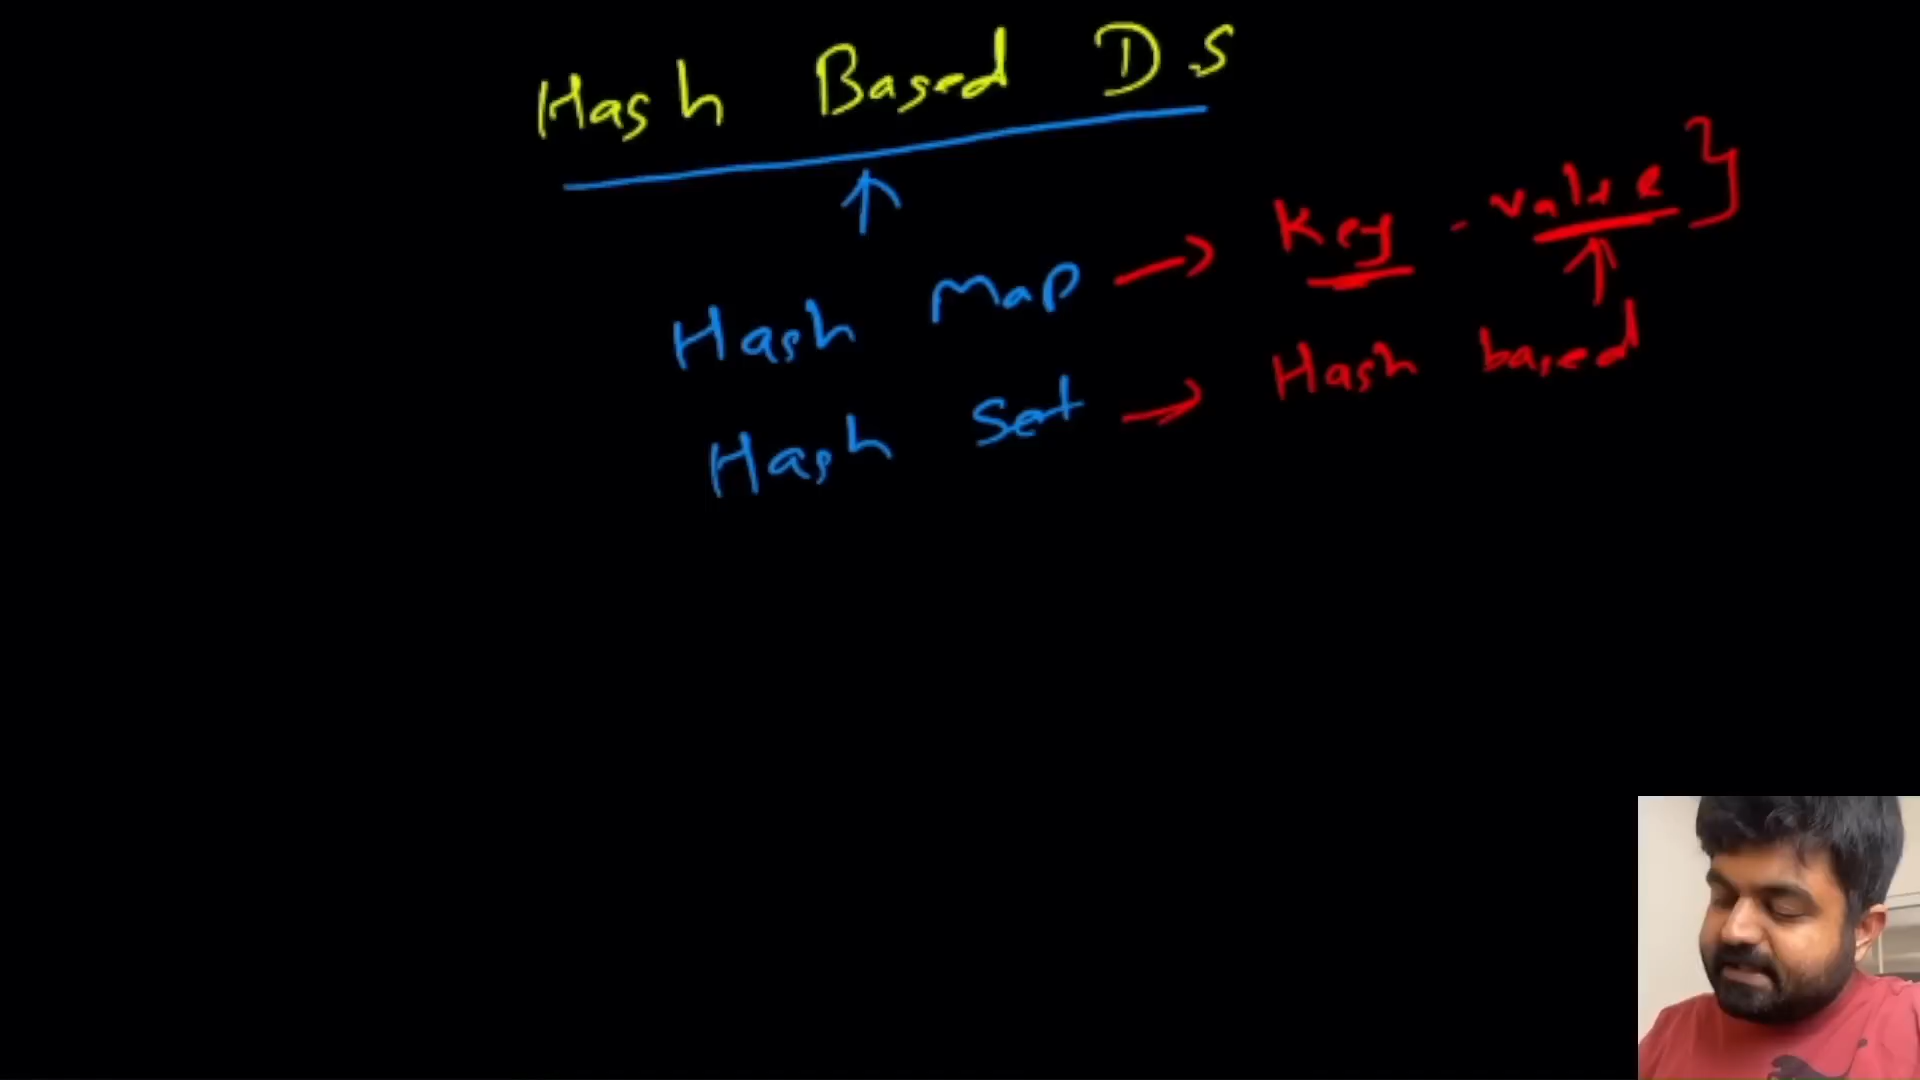 Hash Based D.S
Hash Map → Key - value }
Hash Set → Hash based